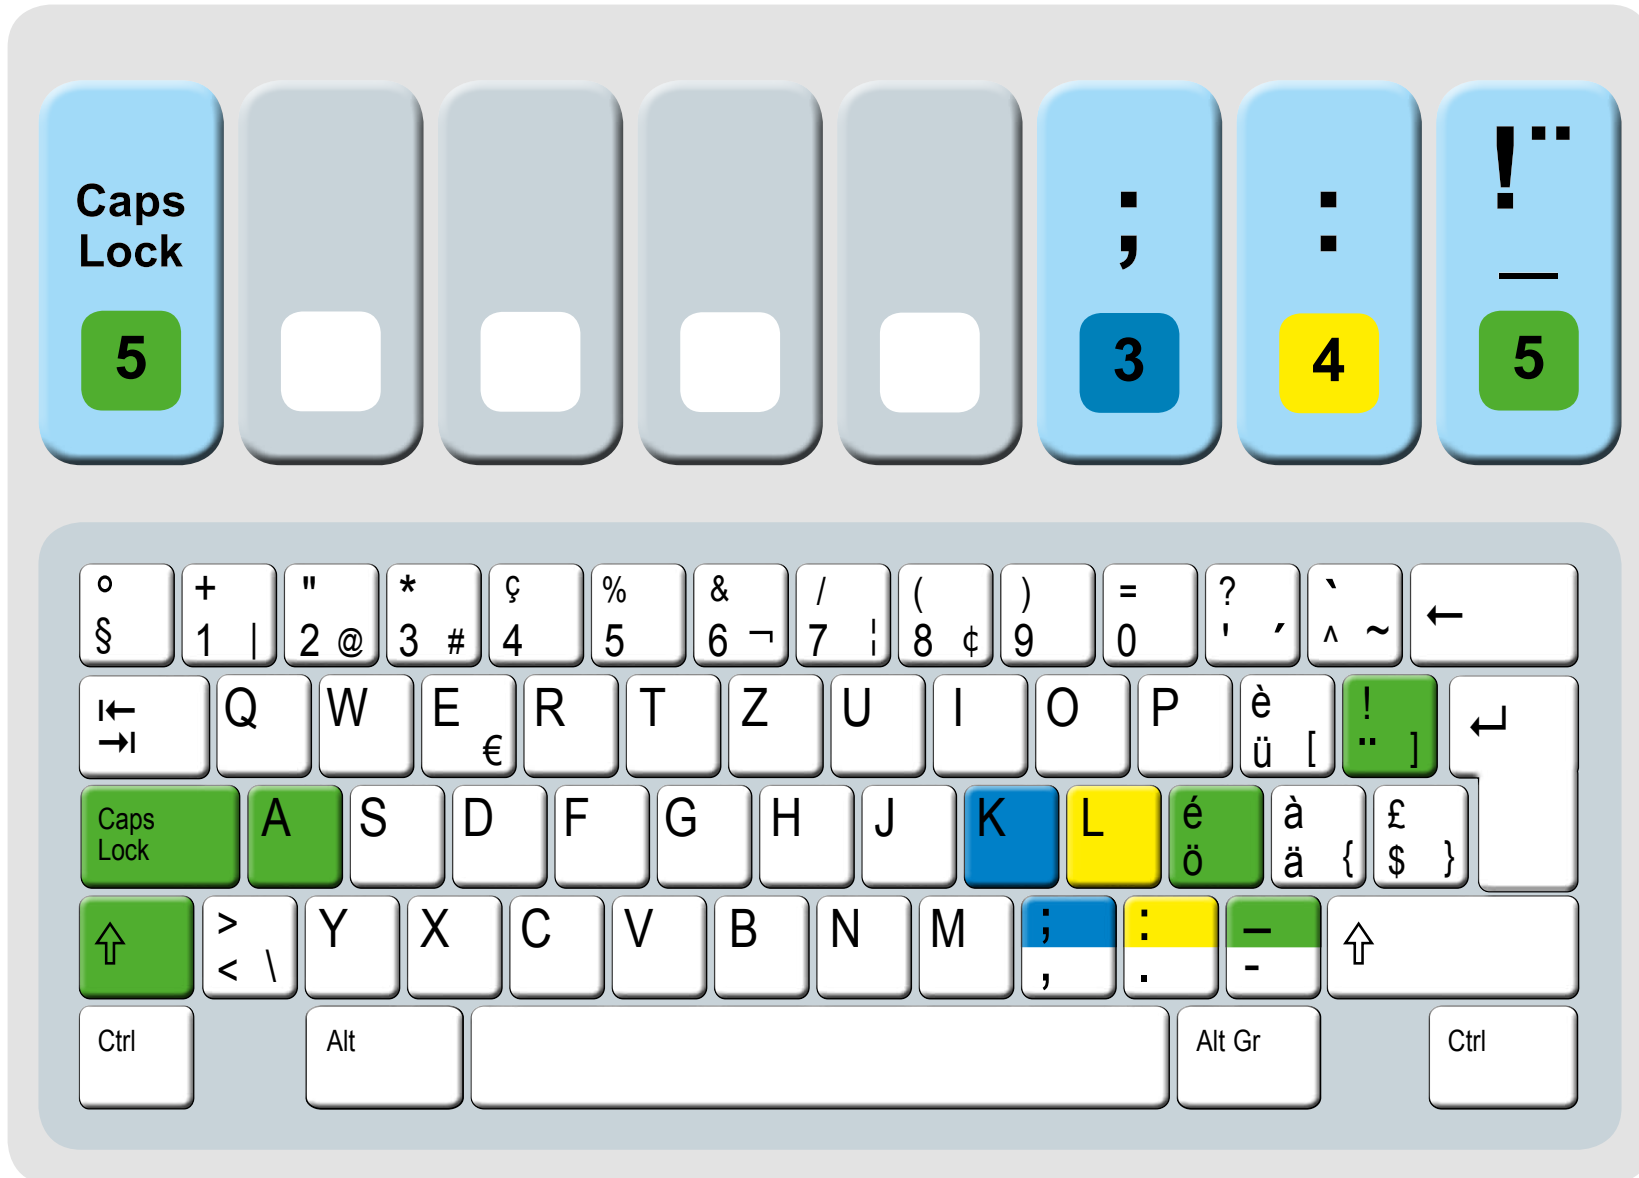 Caps
Lock
5
;
3
:
4
! ¨
_
5
° + " * ç % & / ( ) = ? ` ←
§ 1 | 2 @ 3 # 4 5 6 ¬ 7 ¦ 8 ¢ 9 0 ' ´ ^ ~
Q W E R T Z U I O P è !
€ ü [ ¨ ]
Caps
Lock
A S D F G H J K L é à £
ö ä { $ }
> Y X C V B N M ; : _
< \ , . -
Ctrl Alt Alt Gr Ctrl